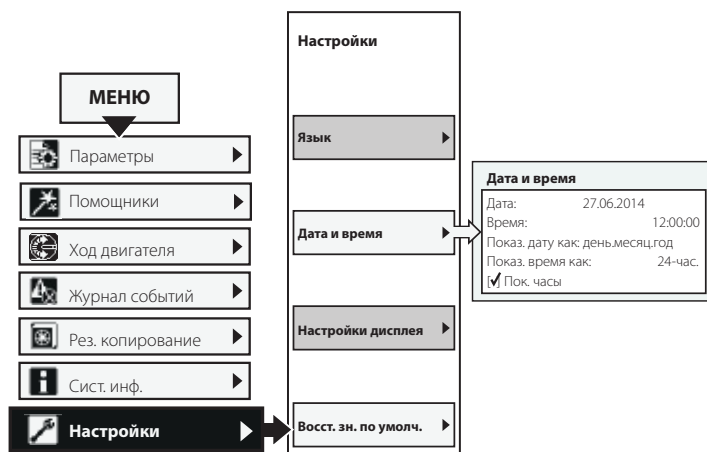 МЕНЮ
Параметры
Помощники
Ход двигателя
Журнал событий
Рез. копирование
Сист. инф.
Настройки
Настройки
Язык
Дата и время
Настройки дисплея
Восст. зн. по умолч.
Дата и время
Дата: 27.06.2014
Время: 12:00:00
Показ. дату как: день.месяц.год
Показ. время как: 24-час.
[✓] Пок. часы